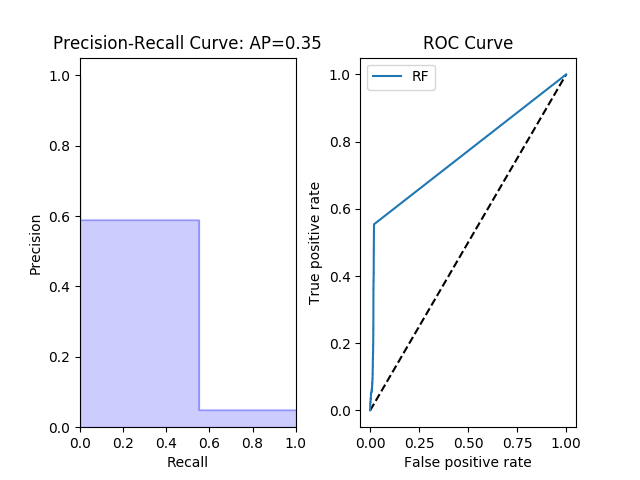 Precision-Recall Curve: AP=0.35
1.0
0.8
0.6
0.4
0.2
0.0
Precision
0.0 0.2 0.4 0.6 0.8 1.0
Recall
ROC Curve
RF
1.0
0.8
0.6
0.4
0.2
0.0
True positive rate
0.00 0.25 0.50 0.75 1.00
False positive rate